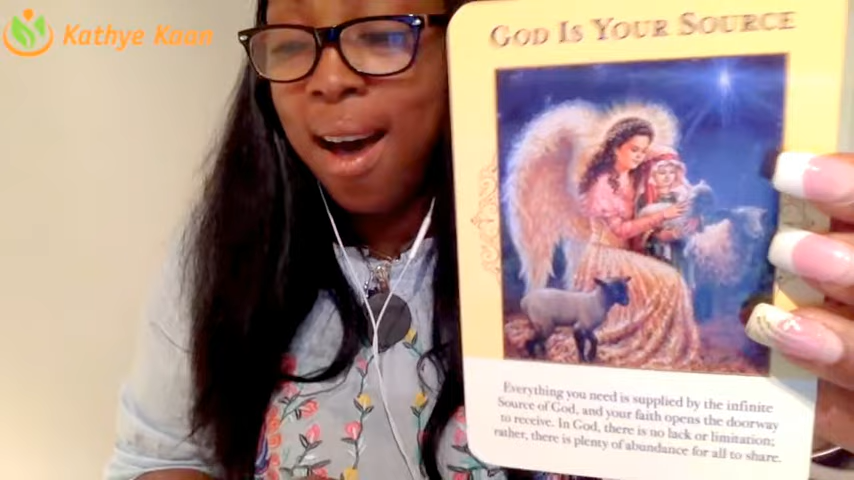 Kathye Kaan
God Is Your Source
Everything you need is supplied by the infinite
Source of God, and your faith opens the doorway
to receive. In God, there is no lack or limitation;
rather, there is plenty of abundance for all to share.